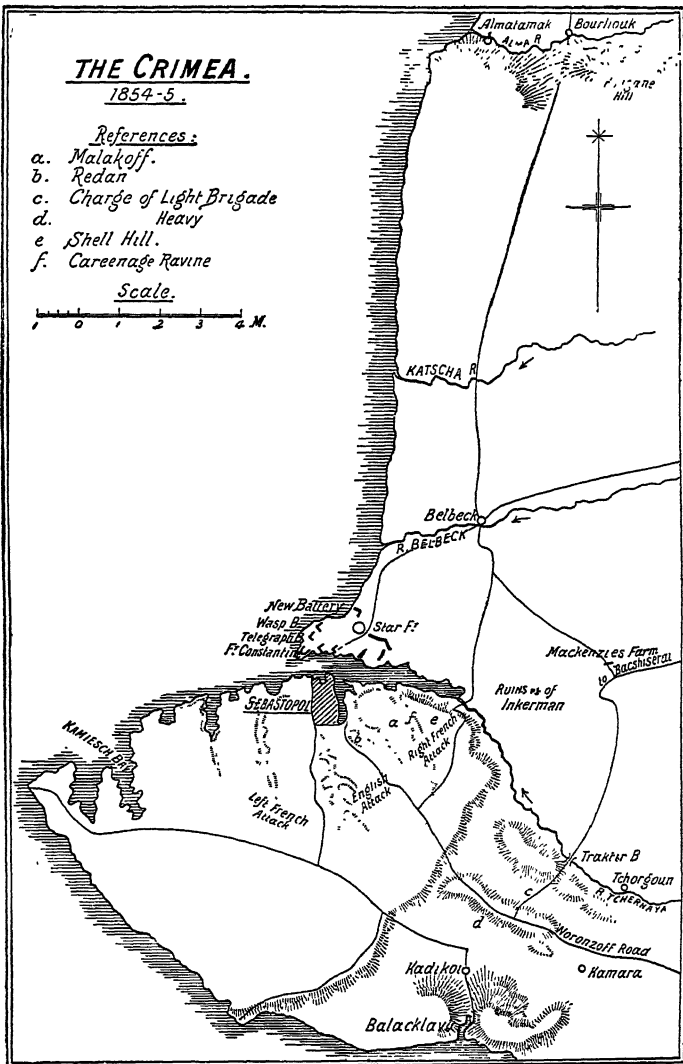 THE CRIMEA.
1854-5.
References:
a. Malakoff.
b. Redan
c. Charge of Light Brigade
d. Heavy
e Shell Hill.
f. Careenage Ravine
Scale.
1 0 1 2 3 4 M.
Almatamak
Bourliouk
ALMA R
Hill
KATSCHA R
Belbeck
R. BELBECK
New Battery
Wasp B.
Star Ft.
Telegraph B.
Ft Constantine
Mackenzies Farm
to Bacshiserai
Ruins of
Inkerman
SEBASTOPOL
a
e
f
b
Right French
Attack
KAMIESCH BAY
English
Attack
Left French
Attack
Traktir B
Tchorgoun
R. TCHERNAYA
c
d
Woronzoff Road
Kadikoi
Kamara
Balacklava